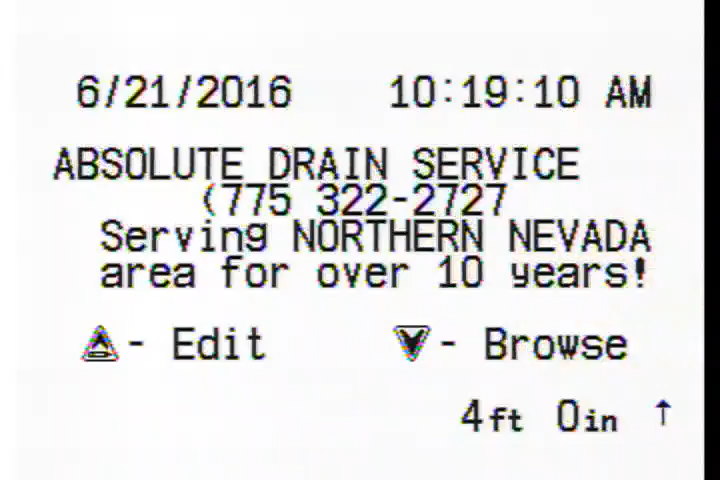 6/21/2016 10:19:10 AM
ABSOLUTE DRAIN SERVICE
(775 322-2727
Serving NORTHERN NEVADA
area for over 10 years!
- Edit - Browse
4ft 0in ↑